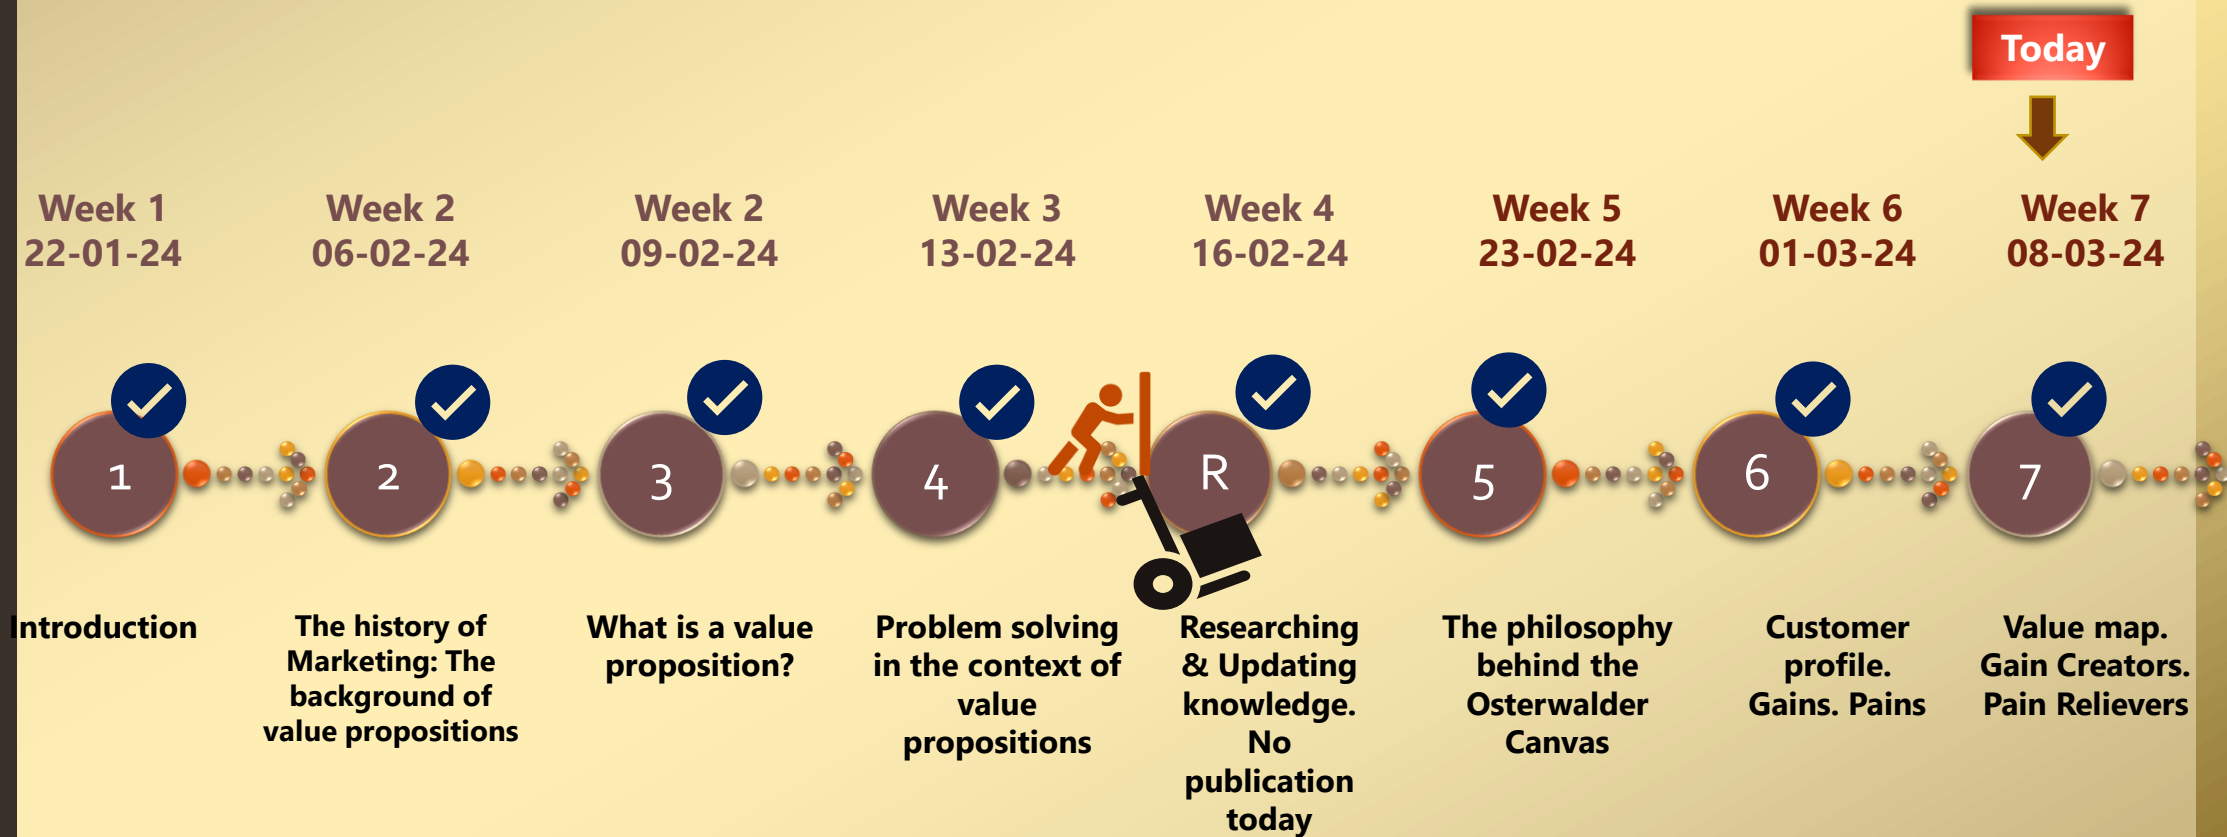 Today
Week 1
22-01-24
Week 2
06-02-24
Week 2
09-02-24
Week 3
13-02-24
Week 4
16-02-24
Week 5
23-02-24
Week 6
01-03-24
Week 7
08-03-24
1
2
3
4
R
5
6
7
Introduction
The history of
Marketing: The
background of
value propositions
What is a value
proposition?
Problem solving
in the context of
value
propositions
Researching
& Updating
knowledge.
No
publication
today
The philosophy
behind the
Osterwalder
Canvas
Customer
profile.
Gains. Pains
Value map.
Gain Creators.
Pain Relievers